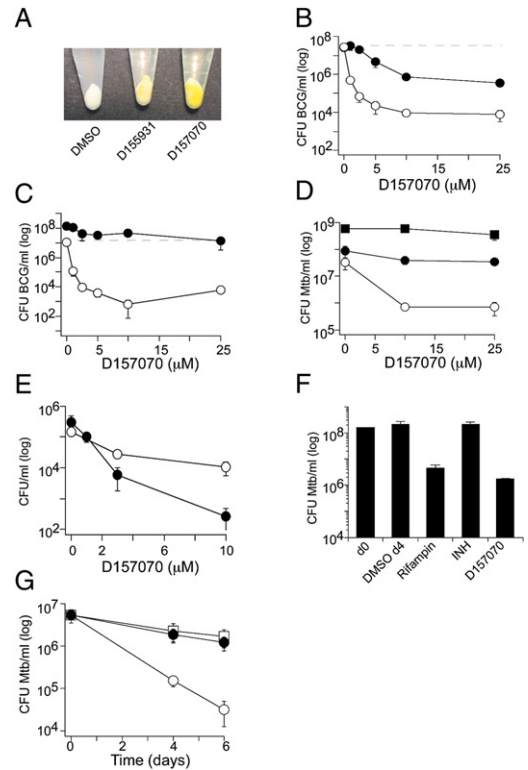 A
DMSO
D155931
D157070
B
CFU BCG/ml (log)
10^8
10^6
10^4
10^2
0 5 10 15 20 25
D157070 (μM)
C
CFU BCG/ml (log)
10^8
10^6
10^4
10^2
0 5 10 15 20 25
D157070 (μM)
D
CFU Mtb/ml (log)
10^9
10^7
10^5
0 5 10 15 20 25
D157070 (μM)
E
CFU/ml (log)
10^6
10^4
10^2
0 2 4 6 8 10
D157070 (μM)
F
CFU Mtb/ml (log)
10^8
10^6
10^4
d0
DMSO d4
Rifampin
INH
D157070
G
CFU Mtb/ml (log)
10^7
10^6
10^5
10^4
0 2 4 6
Time (days)